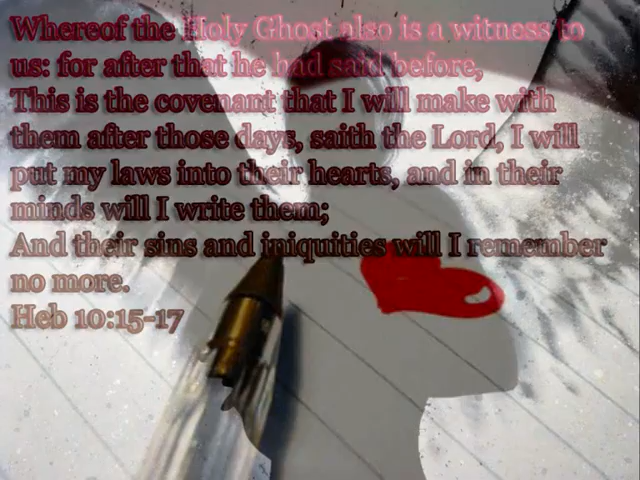 Whereof the Holy Ghost also is a witness to
us: for after that he had said before,
This is the covenant that I will make with
them after those days, saith the Lord, I will
put my laws into their hearts, and in their
minds will I write them;
And their sins and iniquities will I remember
no more.
Heb 10:15-17